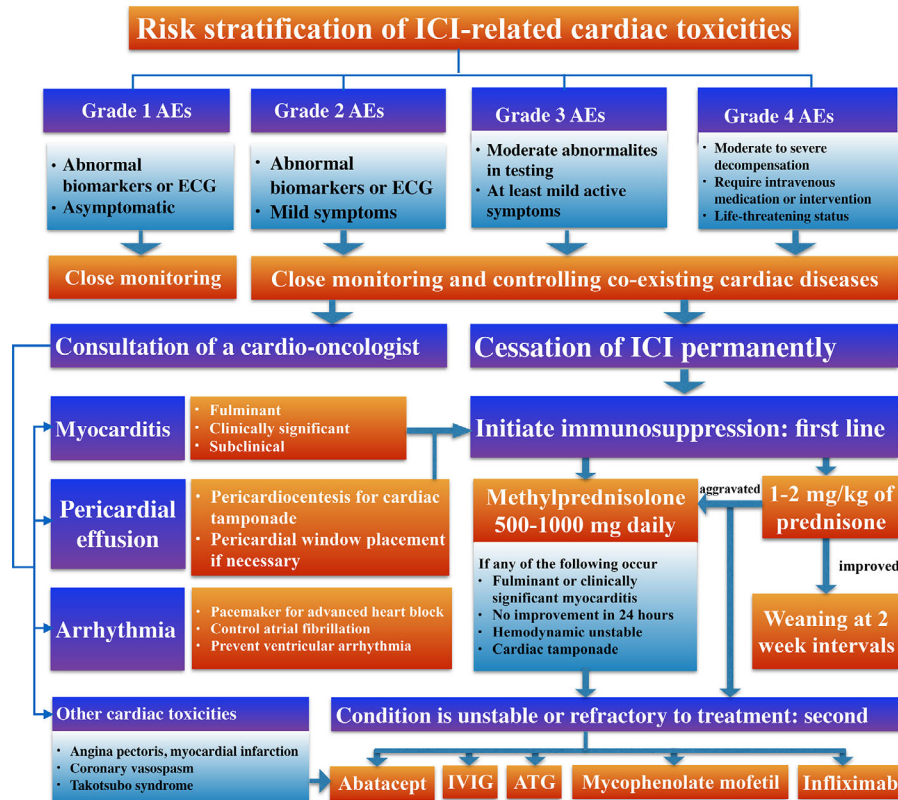 Risk stratification of ICI-related cardiac toxicities
Grade 1 AEs
• Abnormal
biomarkers or ECG
• Asymptomatic
Grade 2 AEs
• Abnormal
biomarkers or ECG
• Mild symptoms
Grade 3 AEs
• Moderate abnormalites
in testing
• At least mild active
symptoms
Grade 4 AEs
• Moderate to severe
decompensation
• Require intravenous
medication or intervention
• Life-threatening status
Close monitoring
Close monitoring and controlling co-existing cardiac diseases
Consultation of a cardio-oncologist
Cessation of ICI permanently
Myocarditis
• Fulminant
• Clinically significant
• Subclinical
Initiate immunosuppression: first line
Pericardial
effusion
• Pericardiocentesis for cardiac
tamponade
• Pericardial window placement
if necessary
Methylprednisolone
500-1000 mg daily
If any of the following occur
• Fulminant or clinically
significant myocarditis
• No improvement in 24 hours
• Hemodynamic unstable
• Cardiac tamponade
aggravated
1-2 mg/kg of
prednisone
improved
Weaning at 2
week intervals
Arrhythmia
• Pacemaker for advanced heart block
• Control atrial fibrillation
• Prevent ventricular arrhythmia
Other cardiac toxicities
• Angina pectoris, myocardial infarction
• Coronary vasospasm
• Takotsubo syndrome
Condition is unstable or refractory to treatment: second
Abatacept
IVIG
ATG
Mycophenolate mofetil
Infliximab